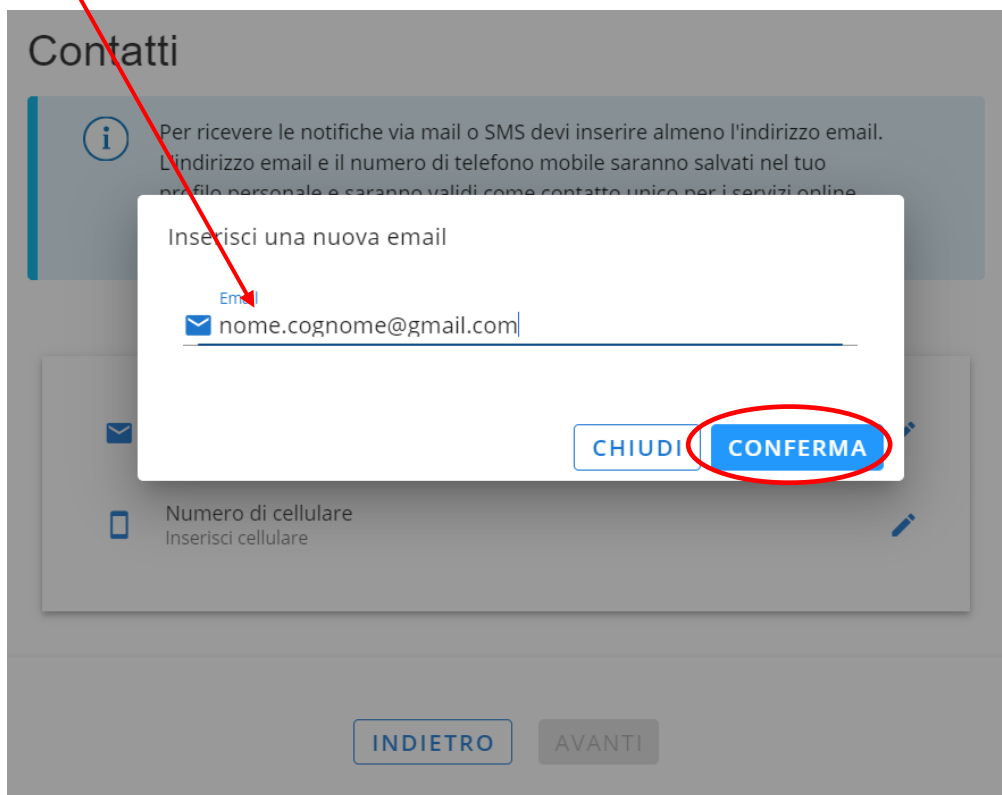 Contatti
Per ricevere le notifiche via mail o SMS devi inserire almeno l'indirizzo email.
L'indirizzo email e il numero di telefono mobile saranno salvati nel tuo
profilo personale e saranno validi come contatto unico per i servizi online
Inserisci una nuova email
Email
nome.cognome@gmail.com
CHIUDI CONFERMA
Numero di cellulare
Inserisci cellulare
INDIETRO AVANTI